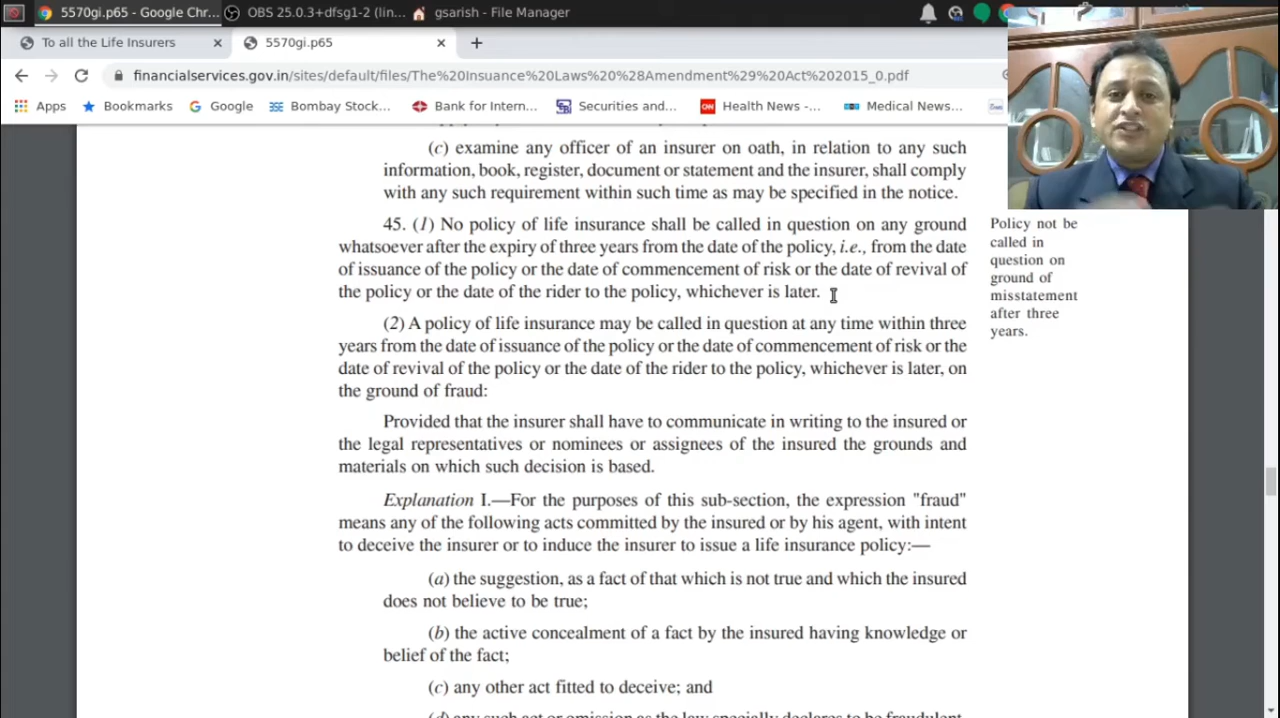 5570gi.p65 - Google Chr...
OBS 25.0.3+dfsg1-2 (lin...
gsarish - File Manager
To all the Life Insurers
5570gi.p65
financialservices.gov.in/sites/default/files/The%20Insuance%20Laws%20%28Amendment%29%20Act%202015_0.pdf
Apps
Bookmarks
Google
Bombay Stock...
Bank for Intern...
Securities and...
Health News -...
Medical News...
(c) examine any officer of an insurer on oath, in relation to any such
information, book, register, document or statement and the insurer, shall comply
with any such requirement within such time as may be specified in the notice.
45. (1) No policy of life insurance shall be called in question on any ground
whatsoever after the expiry of three years from the date of the policy, i.e., from the date
of issuance of the policy or the date of commencement of risk or the date of revival of
the policy or the date of the rider to the policy, whichever is later.
Policy not be
called in
question on
ground of
misstatement
after three
years.
(2) A policy of life insurance may be called in question at any time within three
years from the date of issuance of the policy or the date of commencement of risk or the
date of revival of the policy or the date of the rider to the policy, whichever is later, on
the ground of fraud:
Provided that the insurer shall have to communicate in writing to the insured or
the legal representatives or nominees or assignees of the insured the grounds and
materials on which such decision is based.
Explanation I.—For the purposes of this sub-section, the expression "fraud"
means any of the following acts committed by the insured or by his agent, with intent
to deceive the insurer or to induce the insurer to issue a life insurance policy:—
(a) the suggestion, as a fact of that which is not true and which the insured
does not believe to be true;
(b) the active concealment of a fact by the insured having knowledge or
belief of the fact;
(c) any other act fitted to deceive; and
(d) any such act or omission as the law specially declares to be fraudulent.